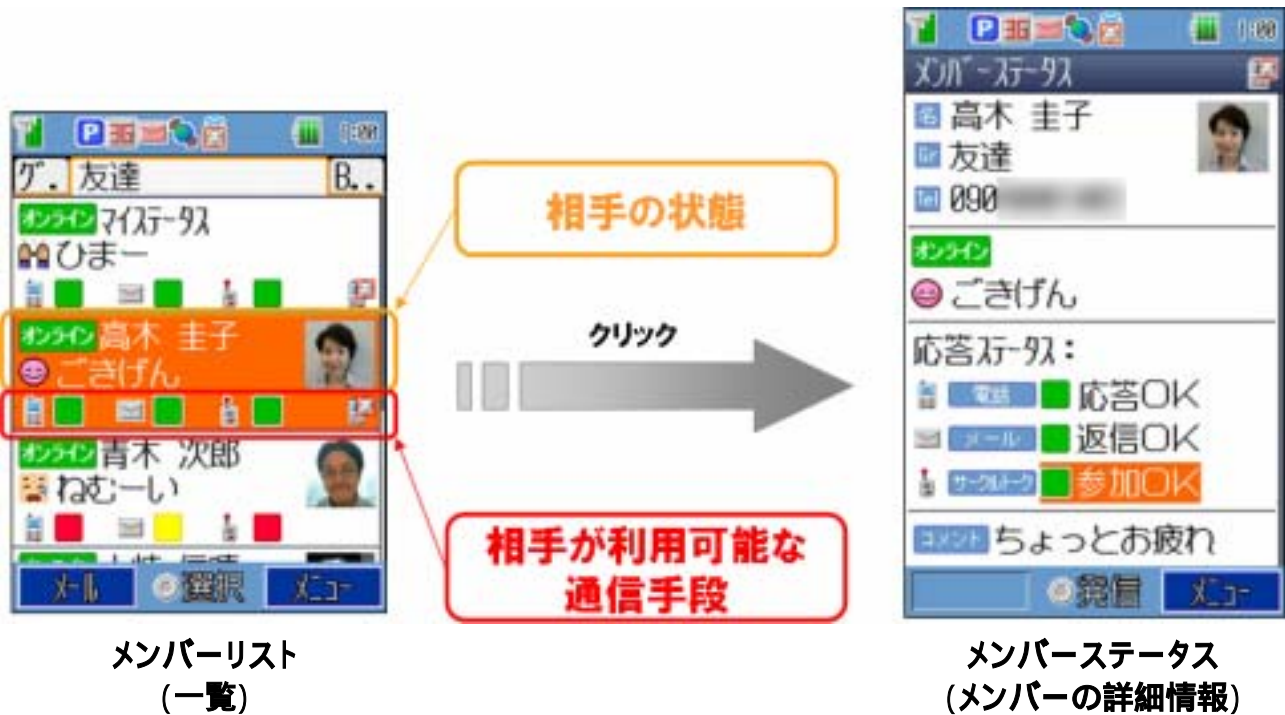 1:00
グ. 友達 B..
オンライン マイステータス
ひまー
オンライン 高木 圭子
ごきげん
オンライン 青木 次郎
ねむーい
メール 選択 メニュー
メンバーリスト
(一覧)
相手の状態
クリック
相手が利用可能な
通信手段
1:00
メンバーステータス
名 高木 圭子
Gr 友達
Tel 090
オンライン
ごきげん
応答ステータス:
電話 応答OK
メール 返信OK
サークルトーク 参加OK
コメント ちょっとお疲れ
発信 メニュー
メンバーステータス
(メンバーの詳細情報)